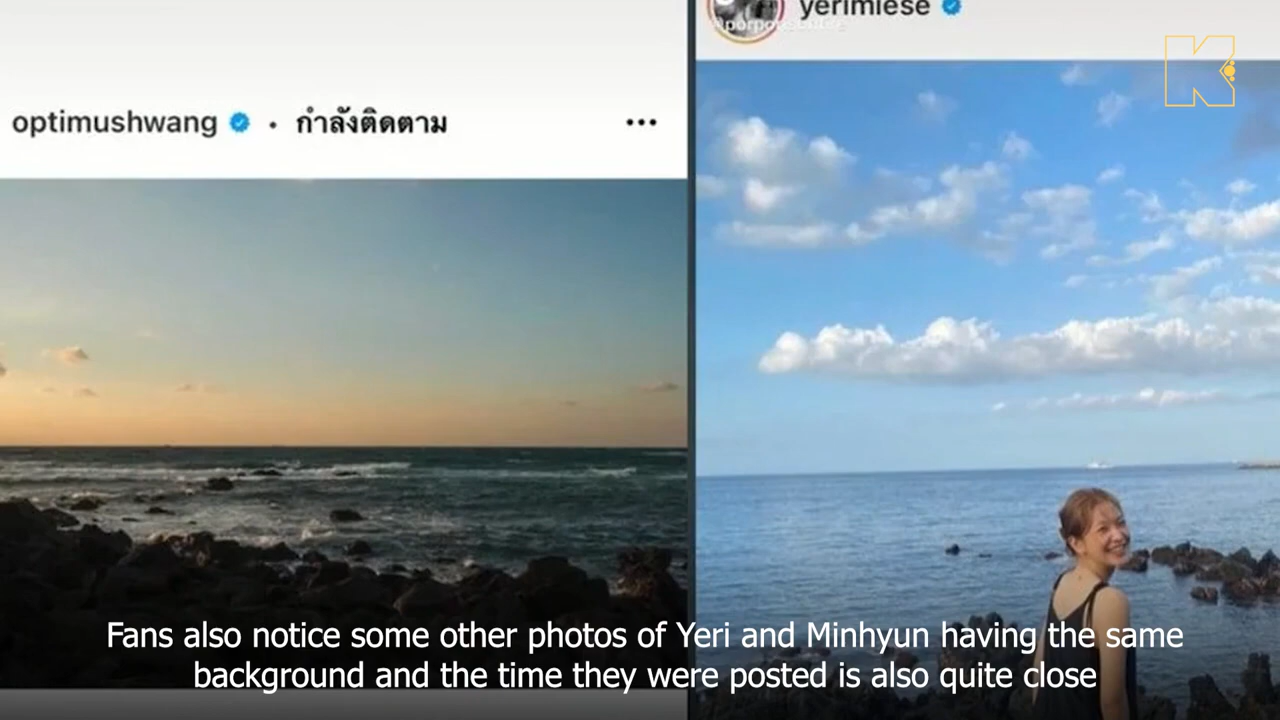 optimushwang • กำลังติดตาม
yerimiese
Fans also notice some other photos of Yeri and Minhyun having the same
background and the time they were posted is also quite close